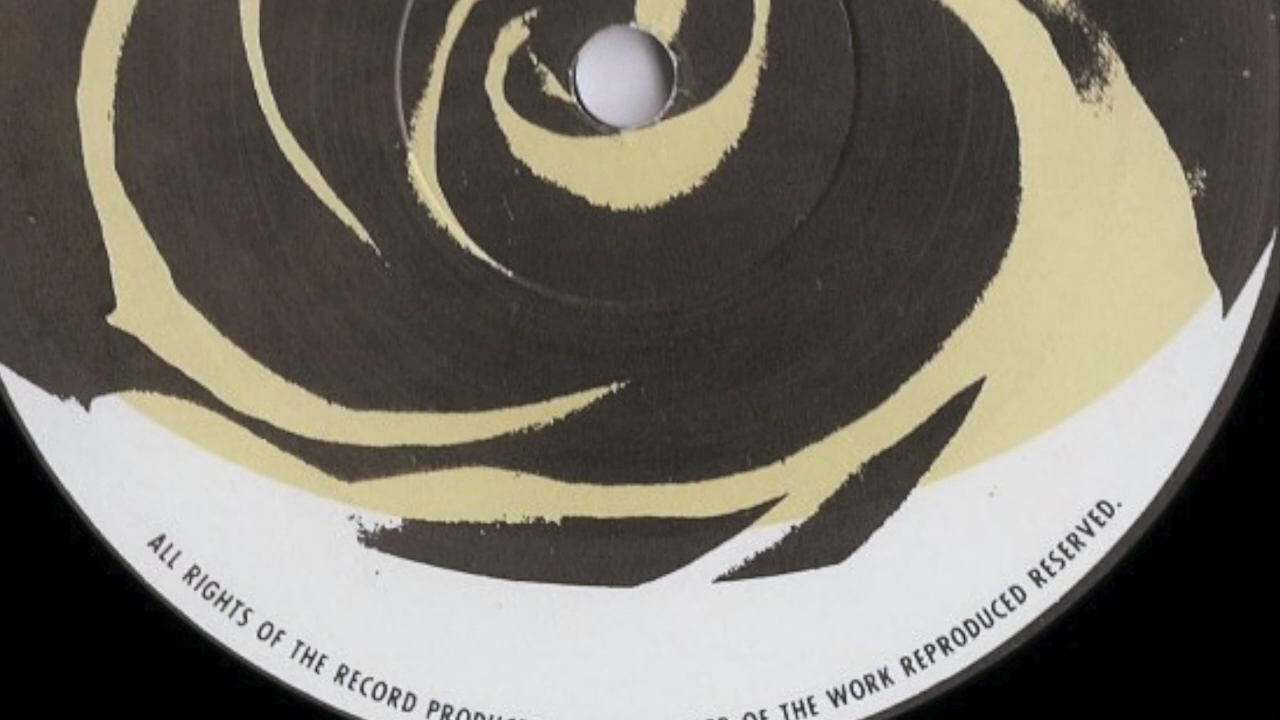 ALL RIGHTS OF THE RECORD OF THE WORK REPRODUCED RESERVED.